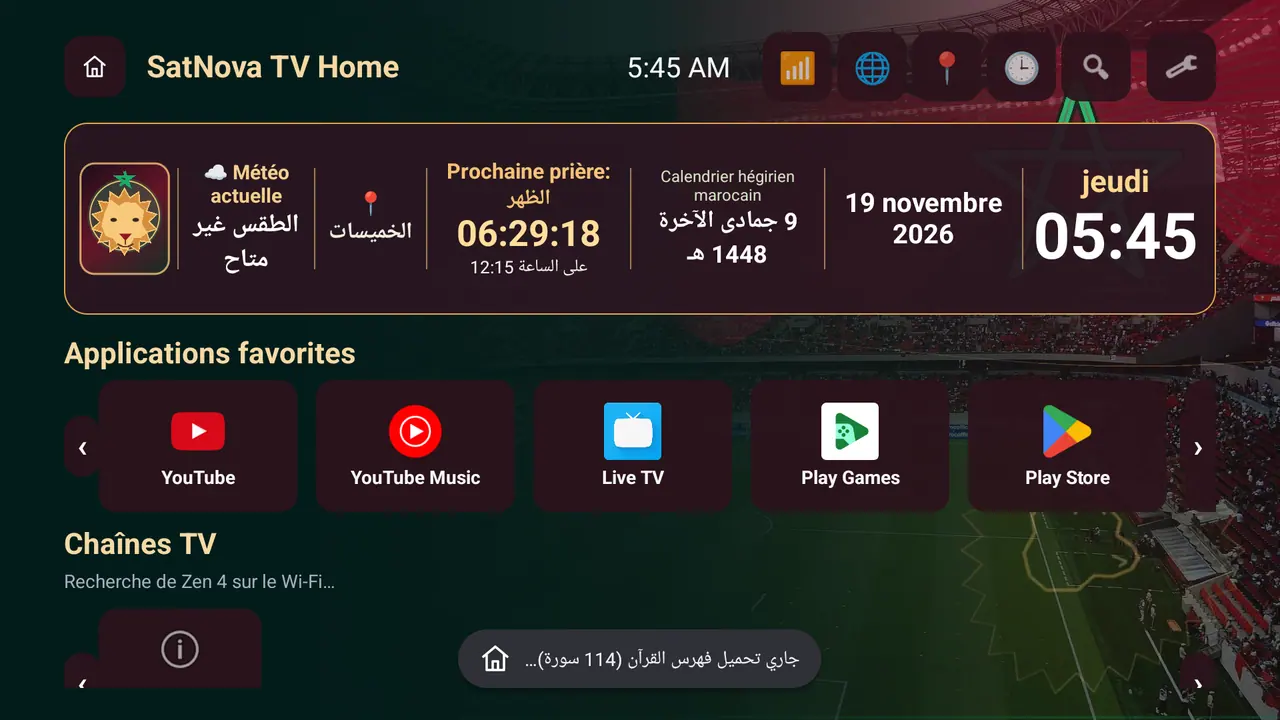 SatNova TV Home
5:45 AM
Météo
actuelle
الطقس غير
متاح
الخميسات
Prochaine prière:
الظهر
06:29:18
على الساعة 12:15
Calendrier hégirien
marocain
9 جمادى الآخرة
1448 هـ
19 novembre
2026
jeudi
05:45
Applications favorites
YouTube
YouTube Music
Live TV
Play Games
Play Store
Chaînes TV
Recherche de Zen 4 sur le Wi-Fi…
جاري تحميل فهرس القرآن (114 سورة)…